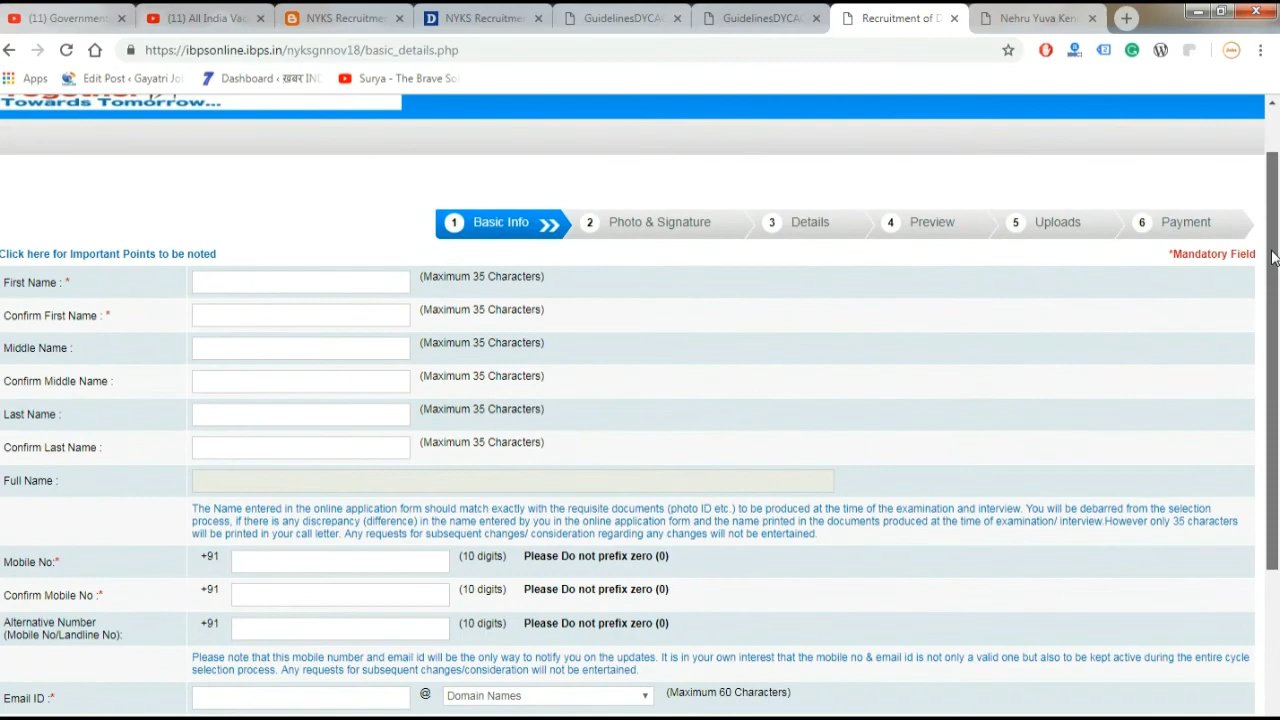 (11) Government
(11) All India Vac
NYKS Recruitme
NYKS Recruitme
GuidelinesDYCAC
GuidelinesDYCAC
Recruitment of D
Nehru Yuva Ken
https://ibpsonline.ibps.in/nyksgnnov18/basic_details.php
Apps
Edit Post ‹ Gayatri Jo
Dashboard ‹ ख़बर IND
Surya - The Brave Sol
Towards Tomorrow...
1 Basic Info
2 Photo & Signature
3 Details
4 Preview
5 Uploads
6 Payment
Click here for Important Points to be noted
*Mandatory Field
First Name : * (Maximum 35 Characters)
Confirm First Name : * (Maximum 35 Characters)
Middle Name : (Maximum 35 Characters)
Confirm Middle Name : (Maximum 35 Characters)
Last Name : (Maximum 35 Characters)
Confirm Last Name : (Maximum 35 Characters)
Full Name :
The Name entered in the online application form should match exactly with the requisite documents (photo ID etc.) to be produced at the time of the examination and interview. You will be debarred from the selection
process, if there is any discrepancy (difference) in the name entered by you in the online application form and the name printed in the documents produced at the time of examination/ interview.However only 35 characters
will be printed in your call letter. Any requests for subsequent changes/ consideration regarding any changes will not be entertained.
Mobile No:* +91 (10 digits) Please Do not prefix zero (0)
Confirm Mobile No :* +91 (10 digits) Please Do not prefix zero (0)
Alternative Number
(Mobile No/Landline No): +91 (10 digits) Please Do not prefix zero (0)
Please note that this mobile number and email id will be the only way to notify you on the updates. It is in your own interest that the mobile no & email id is not only a valid one but also to be kept active during the entire cycle
selection process. Any requests for subsequent changes/consideration will not be entertained.
Email ID :* @ Domain Names (Maximum 60 Characters)